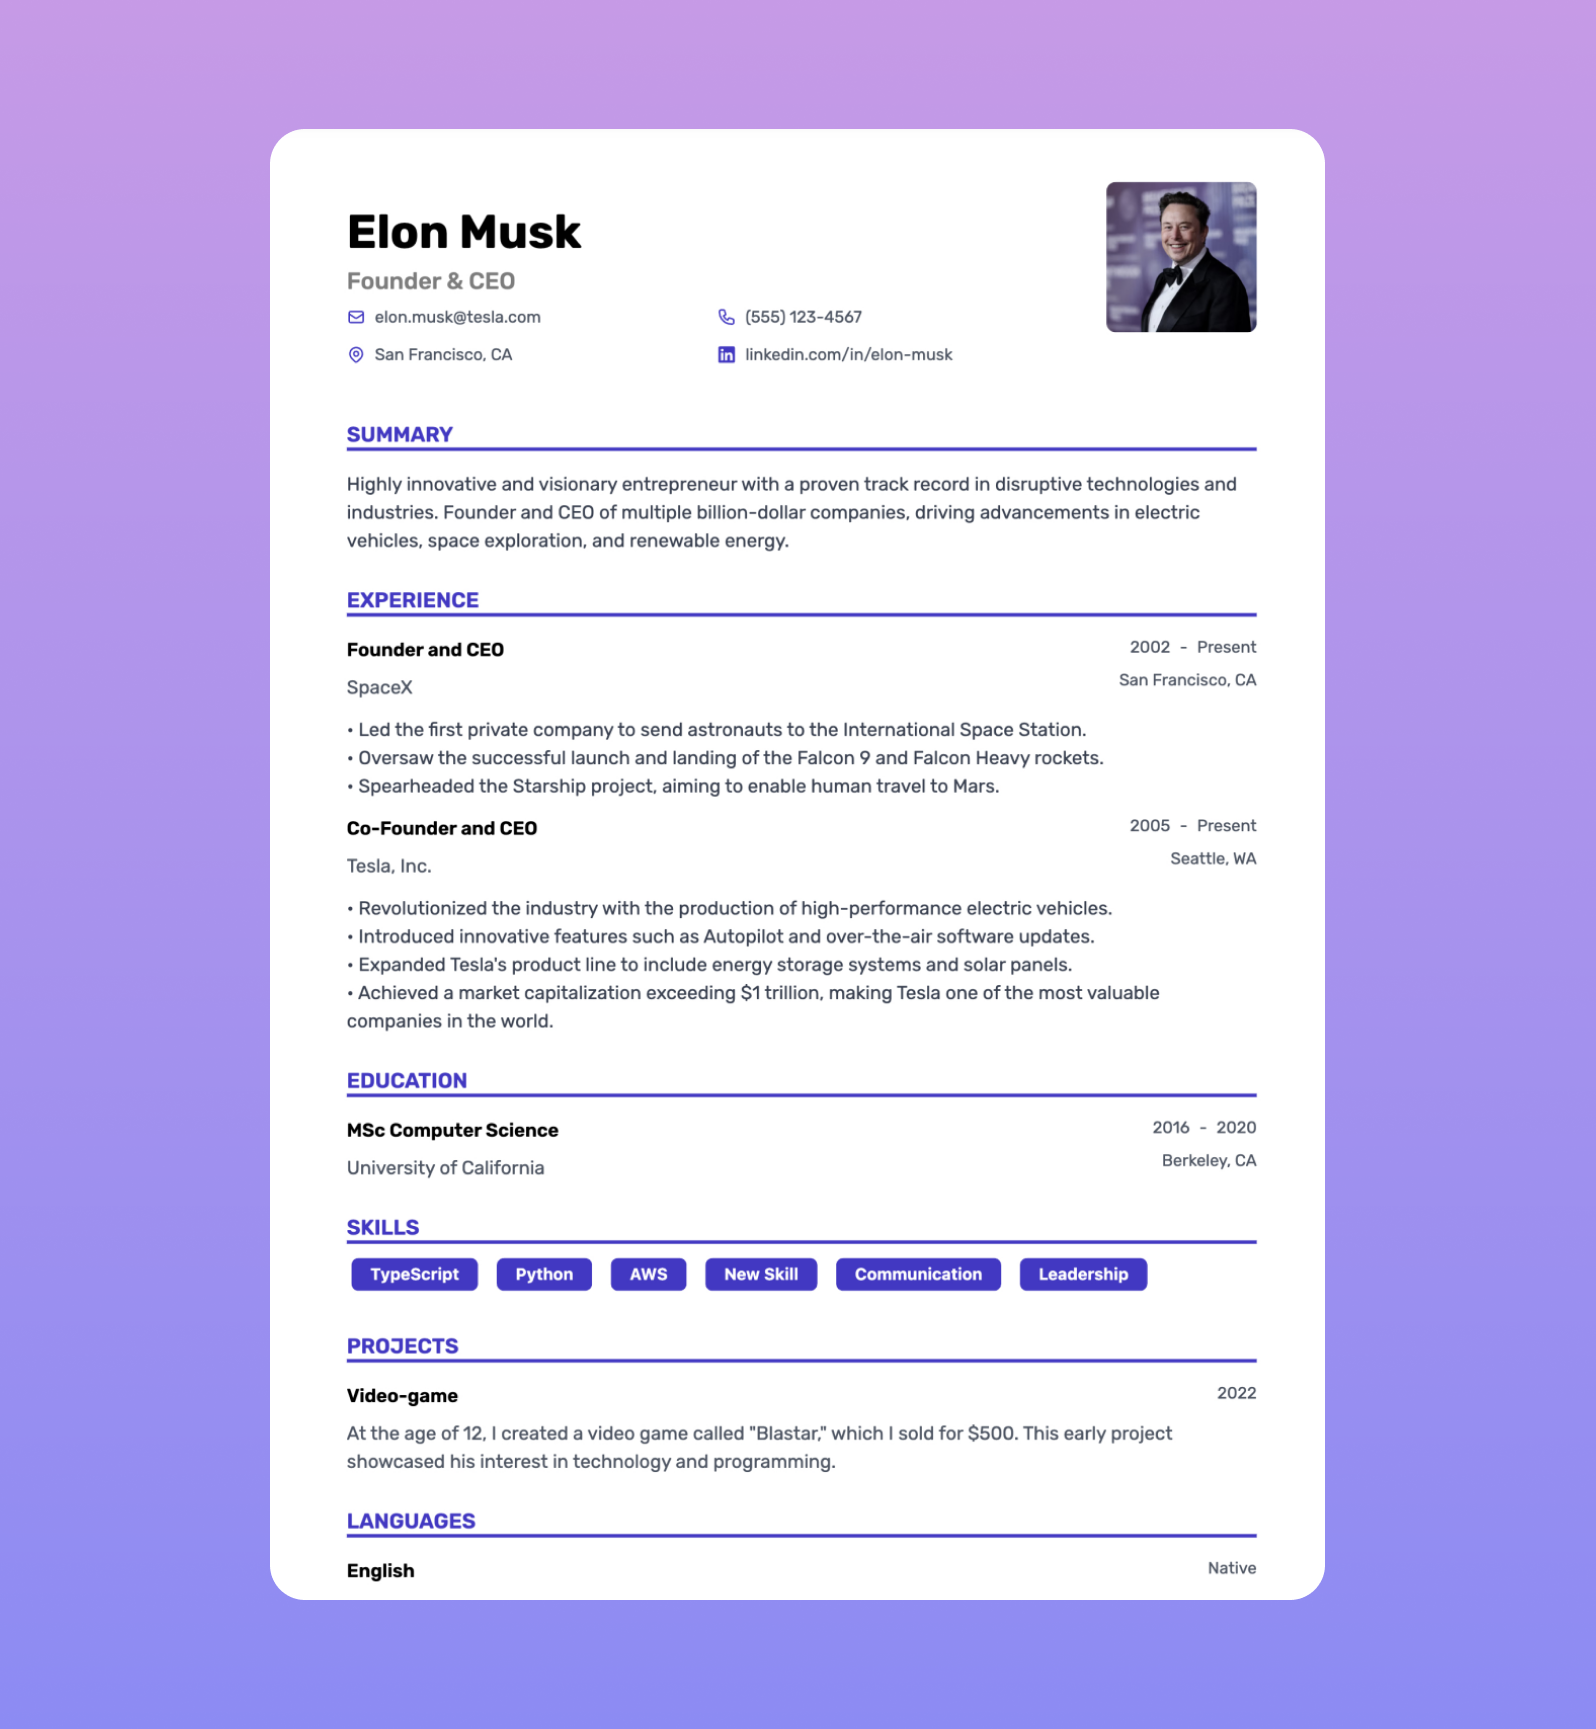 Elon Musk
Founder & CEO
elon.musk@tesla.com
(555) 123-4567
San Francisco, CA
linkedin.com/in/elon-musk
SUMMARY
Highly innovative and visionary entrepreneur with a proven track record in disruptive technologies and
industries. Founder and CEO of multiple billion-dollar companies, driving advancements in electric
vehicles, space exploration, and renewable energy.
EXPERIENCE
Founder and CEO
2002 - Present
SpaceX
San Francisco, CA
• Led the first private company to send astronauts to the International Space Station.
• Oversaw the successful launch and landing of the Falcon 9 and Falcon Heavy rockets.
• Spearheaded the Starship project, aiming to enable human travel to Mars.
Co-Founder and CEO
2005 - Present
Tesla, Inc.
Seattle, WA
• Revolutionized the industry with the production of high-performance electric vehicles.
• Introduced innovative features such as Autopilot and over-the-air software updates.
• Expanded Tesla's product line to include energy storage systems and solar panels.
• Achieved a market capitalization exceeding $1 trillion, making Tesla one of the most valuable
companies in the world.
EDUCATION
MSc Computer Science
2016 - 2020
University of California
Berkeley, CA
SKILLS
TypeScript
Python
AWS
New Skill
Communication
Leadership
PROJECTS
Video-game
2022
At the age of 12, I created a video game called "Blastar," which I sold for $500. This early project
showcased his interest in technology and programming.
LANGUAGES
English
Native